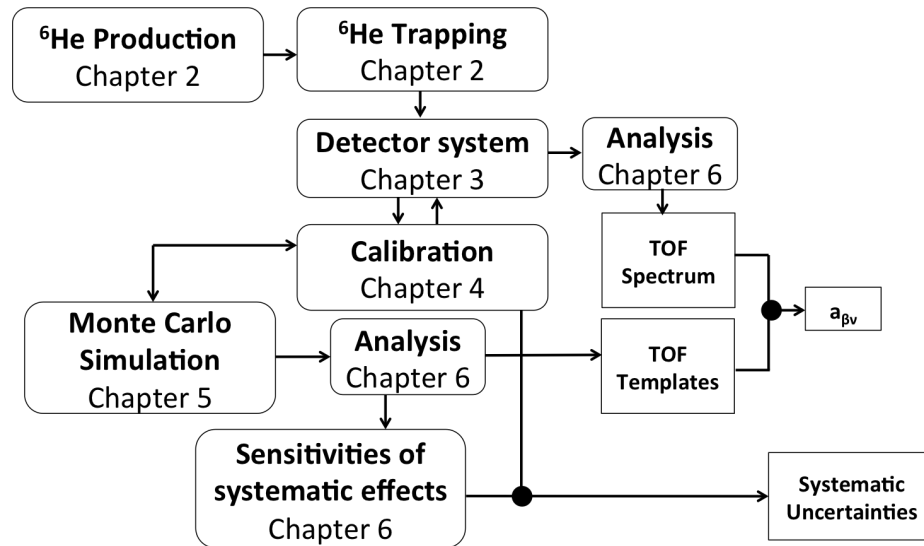 ⁶He Production
Chapter 2
⁶He Trapping
Chapter 2
Detector system
Chapter 3
Analysis
Chapter 6
Calibration
Chapter 4
TOF
Spectrum
a_βν
Monte Carlo
Simulation
Chapter 5
Analysis
Chapter 6
TOF
Templates
Sensitivities of
systematic effects
Chapter 6
Systematic
Uncertainties